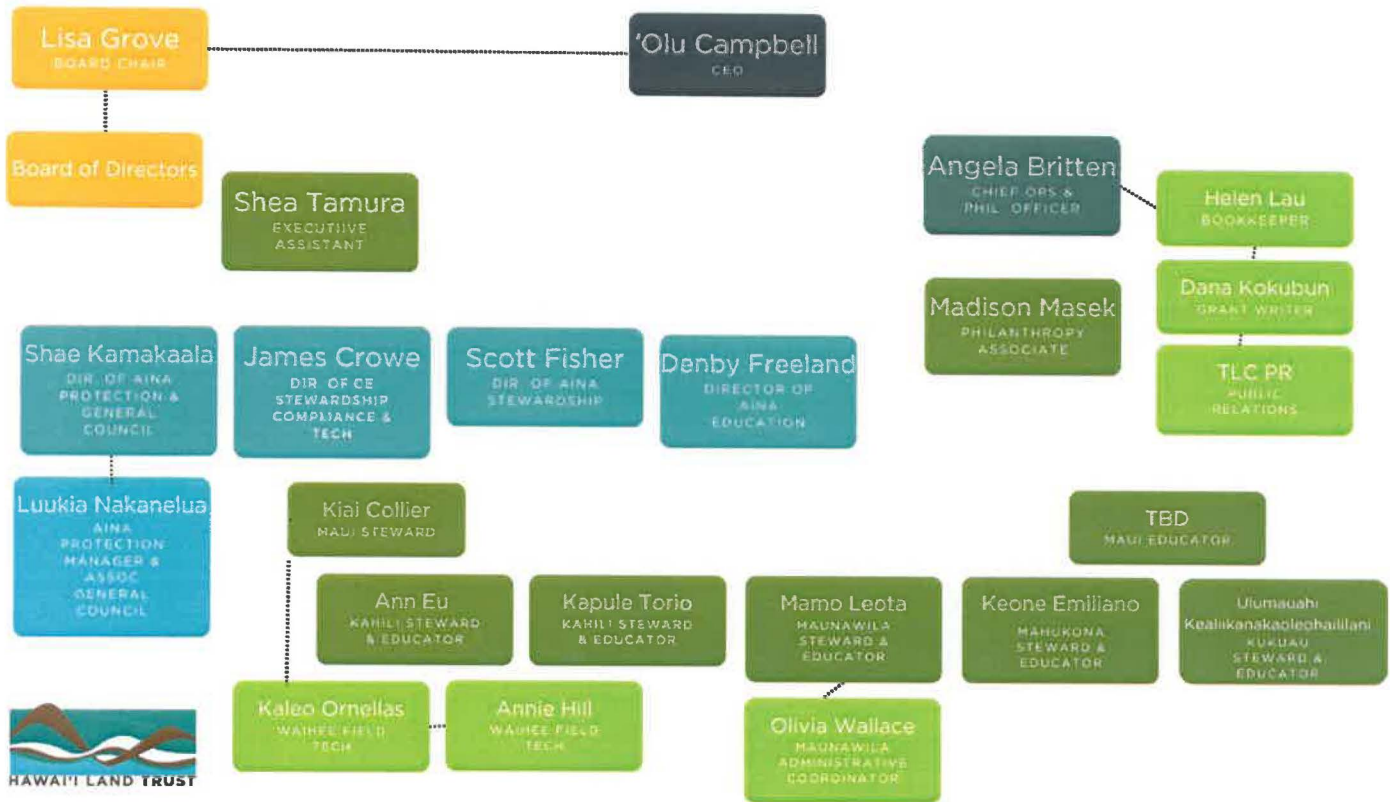 Lisa Grove
BOARD CHAIR
'Olu Campbell
CEO
Board of Directors
Shea Tamura
EXECUTIIVE
ASSISTANT
Angela Britten
CHIEF OPS &
PHIL OFFICER
Helen Lau
BOOKKEEPER
Madison Masek
PHILANTHROPY
ASSOCIATE
Dana Kokubun
GRANT WRITER
TLC PR
PUBLIC
RELATIONS
Shae Kamakaala
DIR. OF AINA
PROTECTION &
GENERAL
COUNCIL
James Crowe
DIR. OF CE
STEWARDSHIP
COMPLIANCE &
TECH
Scott Fisher
DIR. OF AINA
STEWARDSHIP
Denby Freeland
DIRECTOR OF
AINA
EDUCATION
Luukia Nakanelua
AINA
PROTECTION
MANAGER &
ASSOC
GENERAL
COUNCIL
Kiai Collier
MAUI STEWARD
TBD
MAUI EDUCATOR
Ann Eu
KAHILI STEWARD
& EDUCATOR
Kapule Torio
KAHILI STEWARD
& EDUCATOR
Mamo Leota
MAUNAWILA
STEWARD &
EDUCATOR
Keone Emiliano
MAHUKONA
STEWARD &
EDUCATOR
Ulumauahi
Kealiikanakaolephaililani
KUKUAU
STEWARD &
EDUCATOR
Kaleo Ornellas
WAIHEE FIELD
TECH
Annie Hill
WAIHEE FIELD
TECH
Olivia Wallace
MAUNAWILA
ADMINISTRATIVE
COORDINATOR
HAWAI'I LAND TRUST